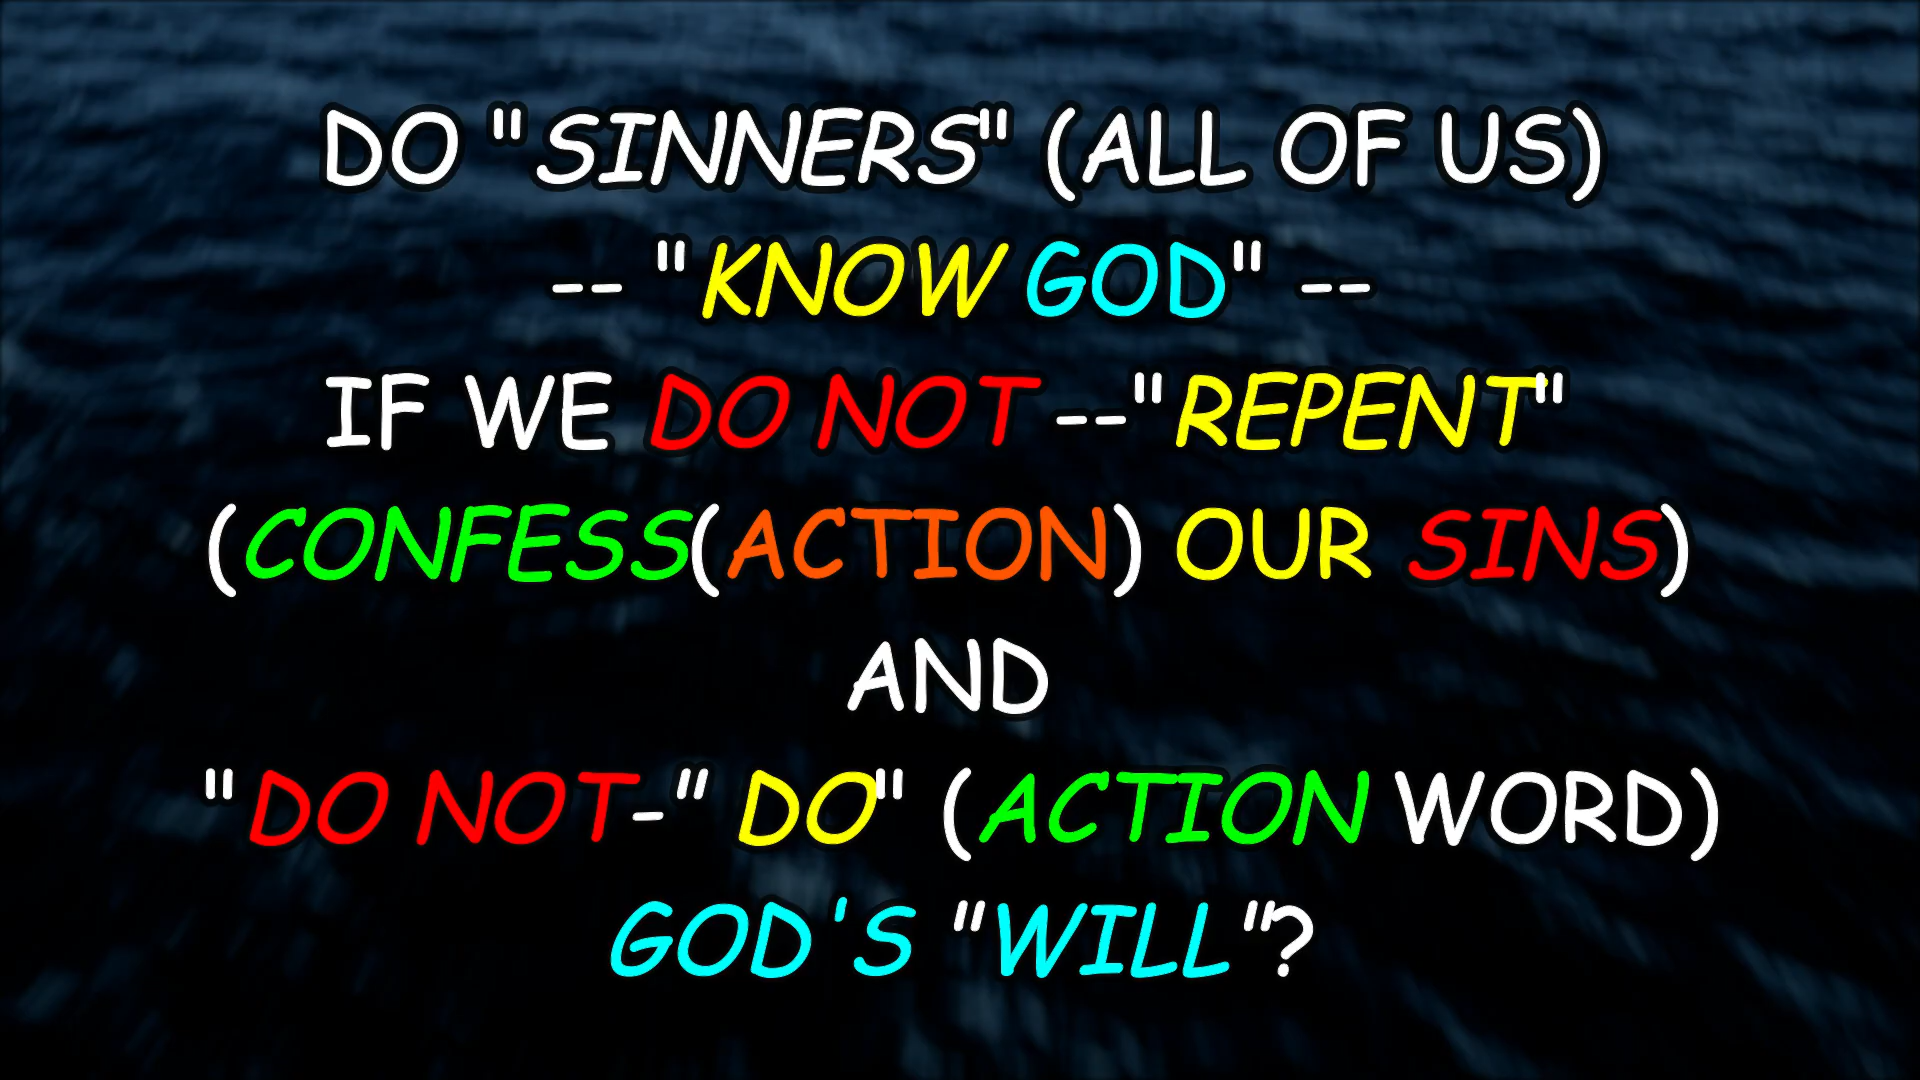 DO "SINNERS" (ALL OF US)
-- "KNOW GOD" --
IF WE DO NOT --"REPENT"
(CONFESS(ACTION) OUR SINS)
AND
"DO NOT-" DO" (ACTION WORD)
GOD'S "WILL"?